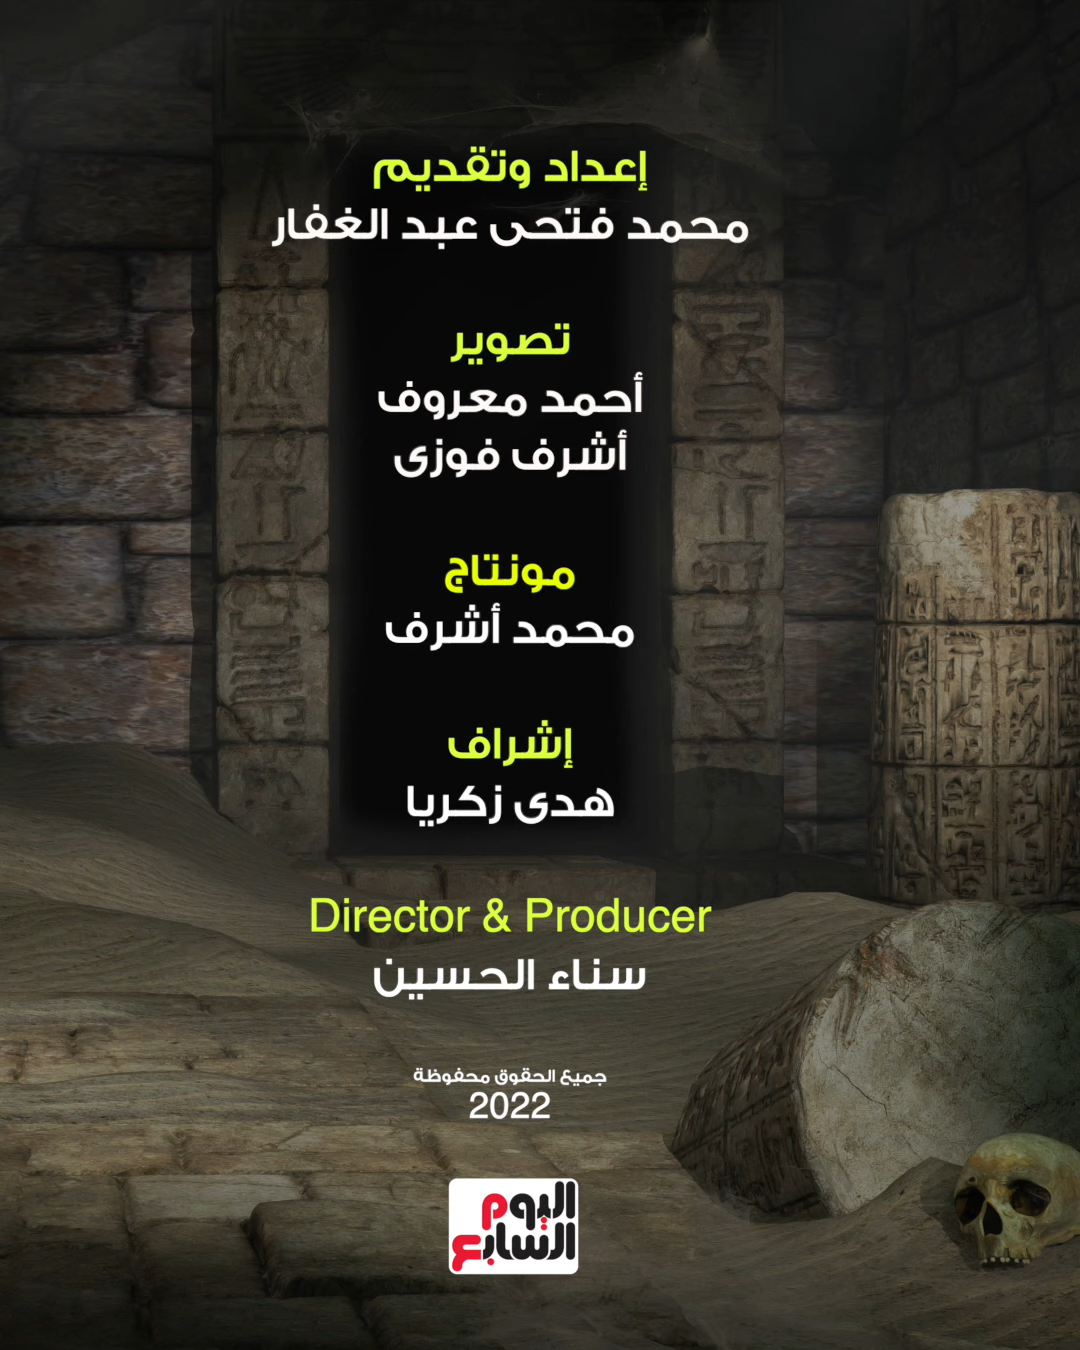 إعداد وتقديم
محمد فتحى عبد الغفار
تصوير
أحمد معروف
أشرف فوزى
مونتاج
محمد أشرف
إشراف
هدى زكريا
Director & Producer
سناء الحسين
جميع الحقوق محفوظة
2022
اليوم
السابع